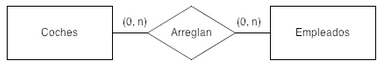 (0, n) (0, n)
Coches Arreglan Empleados